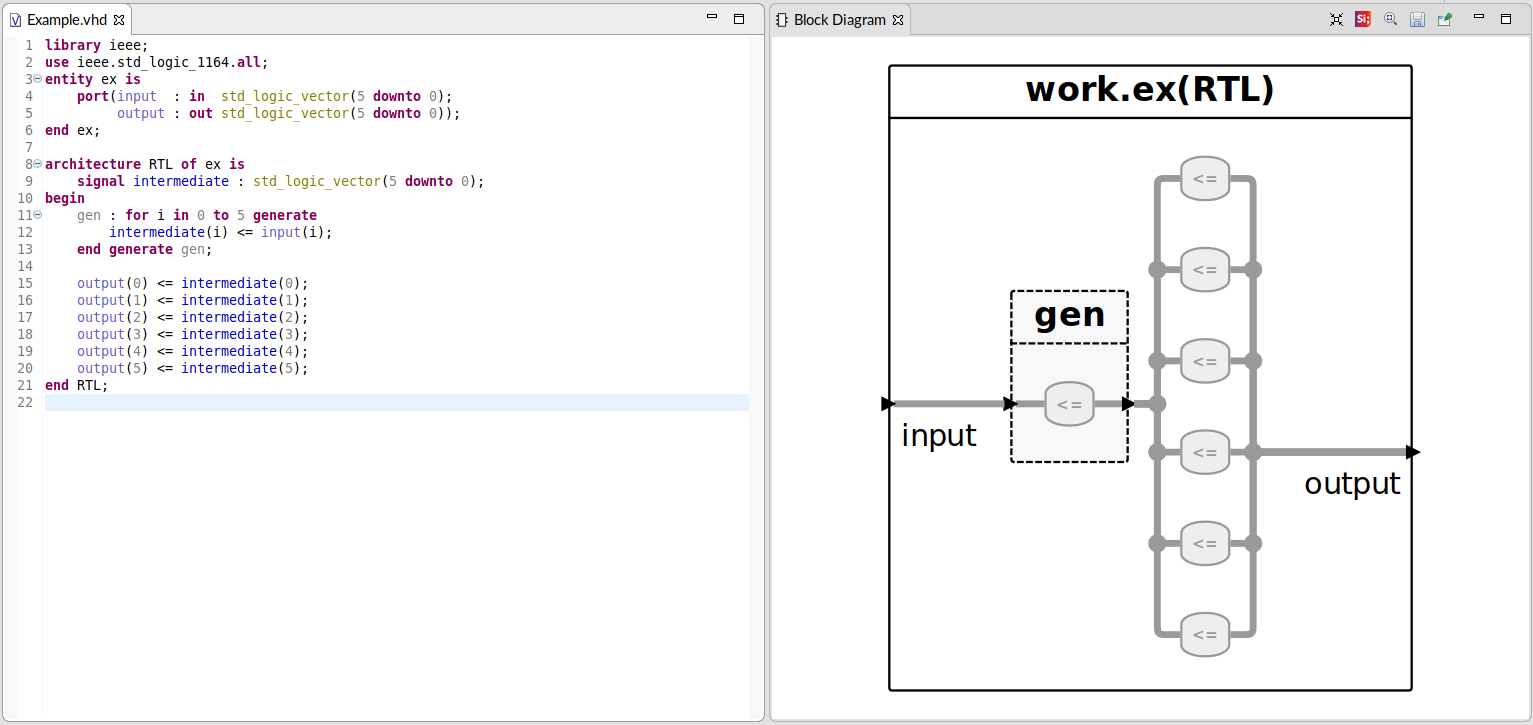 Example.vhd
1 library ieee;
2 use ieee.std_logic_1164.all;
3 entity ex is
4     port(input  : in  std_logic_vector(5 downto 0);
5          output : out std_logic_vector(5 downto 0));
6 end ex;
7
8 architecture RTL of ex is
9     signal intermediate : std_logic_vector(5 downto 0);
10 begin
11     gen : for i in 0 to 5 generate
12         intermediate(i) <= input(i);
13     end generate gen;
14
15     output(0) <= intermediate(0);
16     output(1) <= intermediate(1);
17     output(2) <= intermediate(2);
18     output(3) <= intermediate(3);
19     output(4) <= intermediate(4);
20     output(5) <= intermediate(5);
21 end RTL;
22
Block Diagram
Si;
work.ex(RTL)
<=
<=
gen
<=
<=
input
<=
output
<=
<=